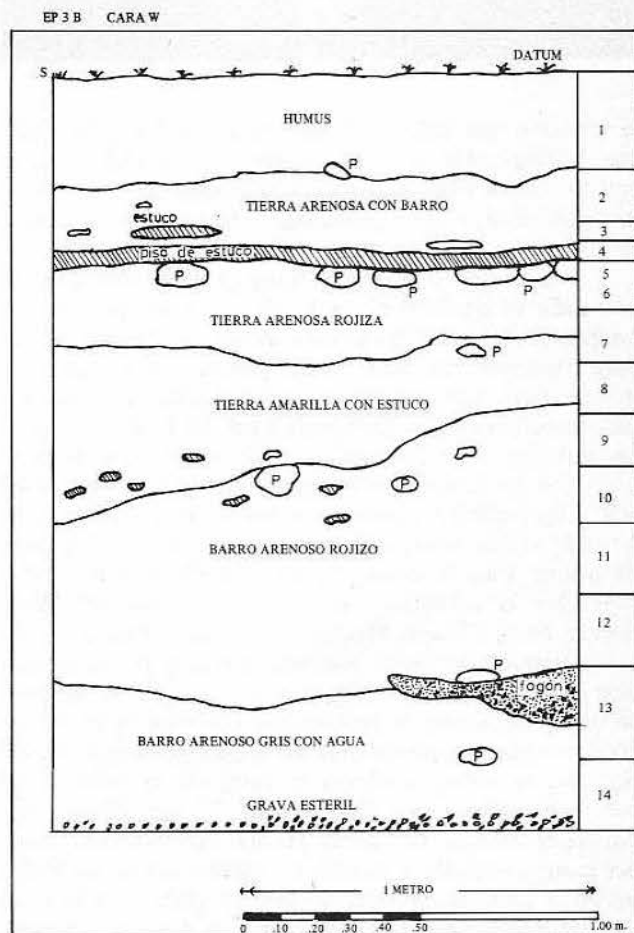 EP 3 B CARA W
DATUM
S
HUMUS
1
P
TIERRA ARENOSA CON BARRO
2
estuco
3
piso de estuco
4
P P P P
5
6
TIERRA ARENOSA ROJIZA
7
P
8
TIERRA AMARILLA CON ESTUCO
9
P P
10
BARRO ARENOSO ROJIZO
11
12
P
fogón
13
BARRO ARENOSO GRIS CON AGUA
P
14
GRAVA ESTERIL
1 METRO
0 .10 .20 .30 .40 .50 1.00 m.